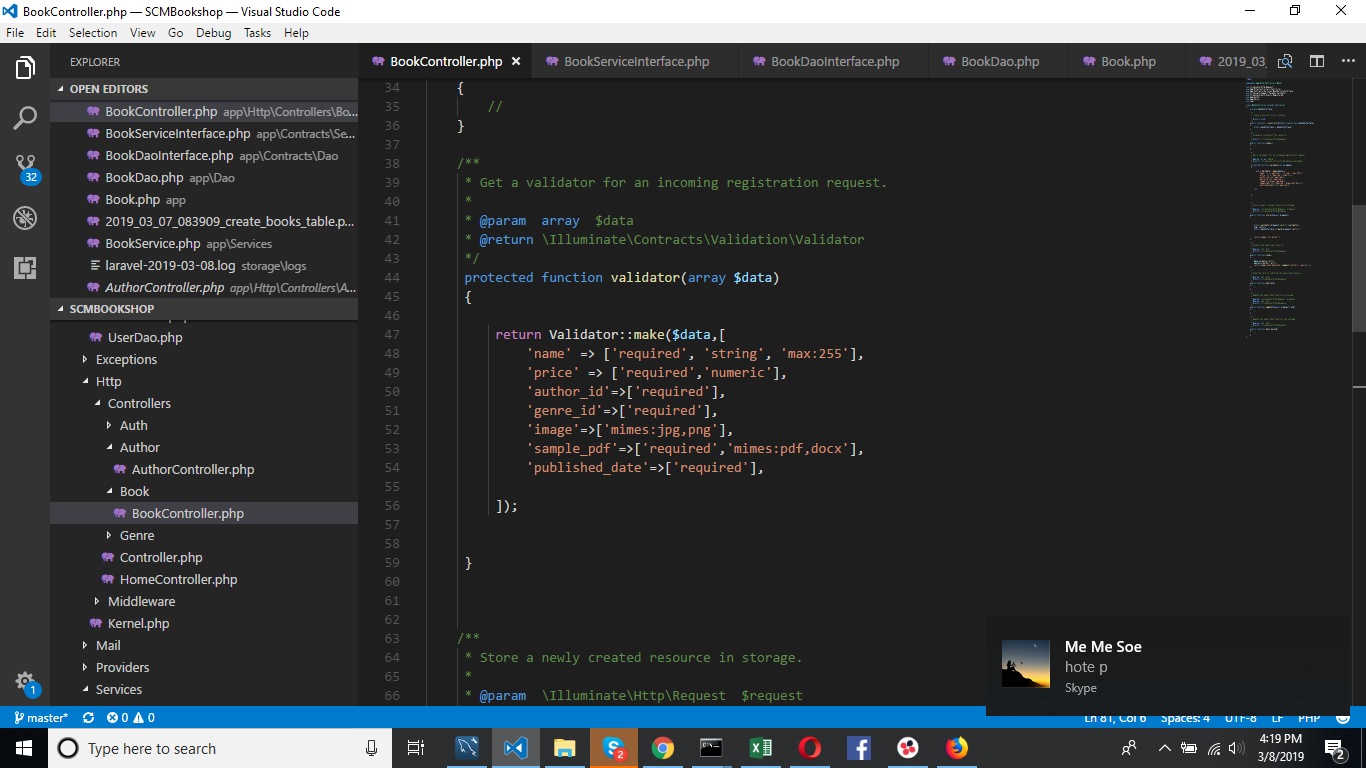 BookController.php — SCMBookshop — Visual Studio Code
File Edit Selection View Go Debug Tasks Help
EXPLORER
OPEN EDITORS
BookController.php app\Http\Controllers\Bo...
BookServiceInterface.php app\Contracts\Se...
BookDaoInterface.php app\Contracts\Dao
BookDao.php app\Dao
Book.php app
2019_03_07_083909_create_books_table.p...
BookService.php app\Services
laravel-2019-03-08.log storage\logs
AuthorController.php app\Http\Controllers\A...
SCMBOOKSHOP
UserDao.php
Exceptions
Http
Controllers
Auth
Author
AuthorController.php
Book
BookController.php
Genre
Controller.php
HomeController.php
Middleware
Kernel.php
Mail
Providers
Services
32
1
BookController.php BookServiceInterface.php BookDaoInterface.php BookDao.php Book.php 2019_03_
34 {
35 //
36 }
37
38 /**
39 * Get a validator for an incoming registration request.
40 *
41 * @param  array  $data
42 * @return \Illuminate\Contracts\Validation\Validator
43 */
44 protected function validator(array $data)
45 {
46
47 return Validator::make($data,[
48 'name' => ['required', 'string', 'max:255'],
49 'price' => ['required','numeric'],
50 'author_id'=>['required'],
51 'genre_id'=>['required'],
52 'image'=>['mimes:jpg,png'],
53 'sample_pdf'=>['required','mimes:pdf,docx'],
54 'published_date'=>['required'],
55
56 ]);
57
58
59 }
60
61
62
63 /**
64 * Store a newly created resource in storage.
65 *
66 * @param  \Illuminate\Http\Request  $request
Me Me Soe
hote p
Skype
master* 0 0 Ln 81, Col 6 Spaces: 4 UTF-8 LF PHP
Type here to search
2
4:19 PM
3/8/2019
2